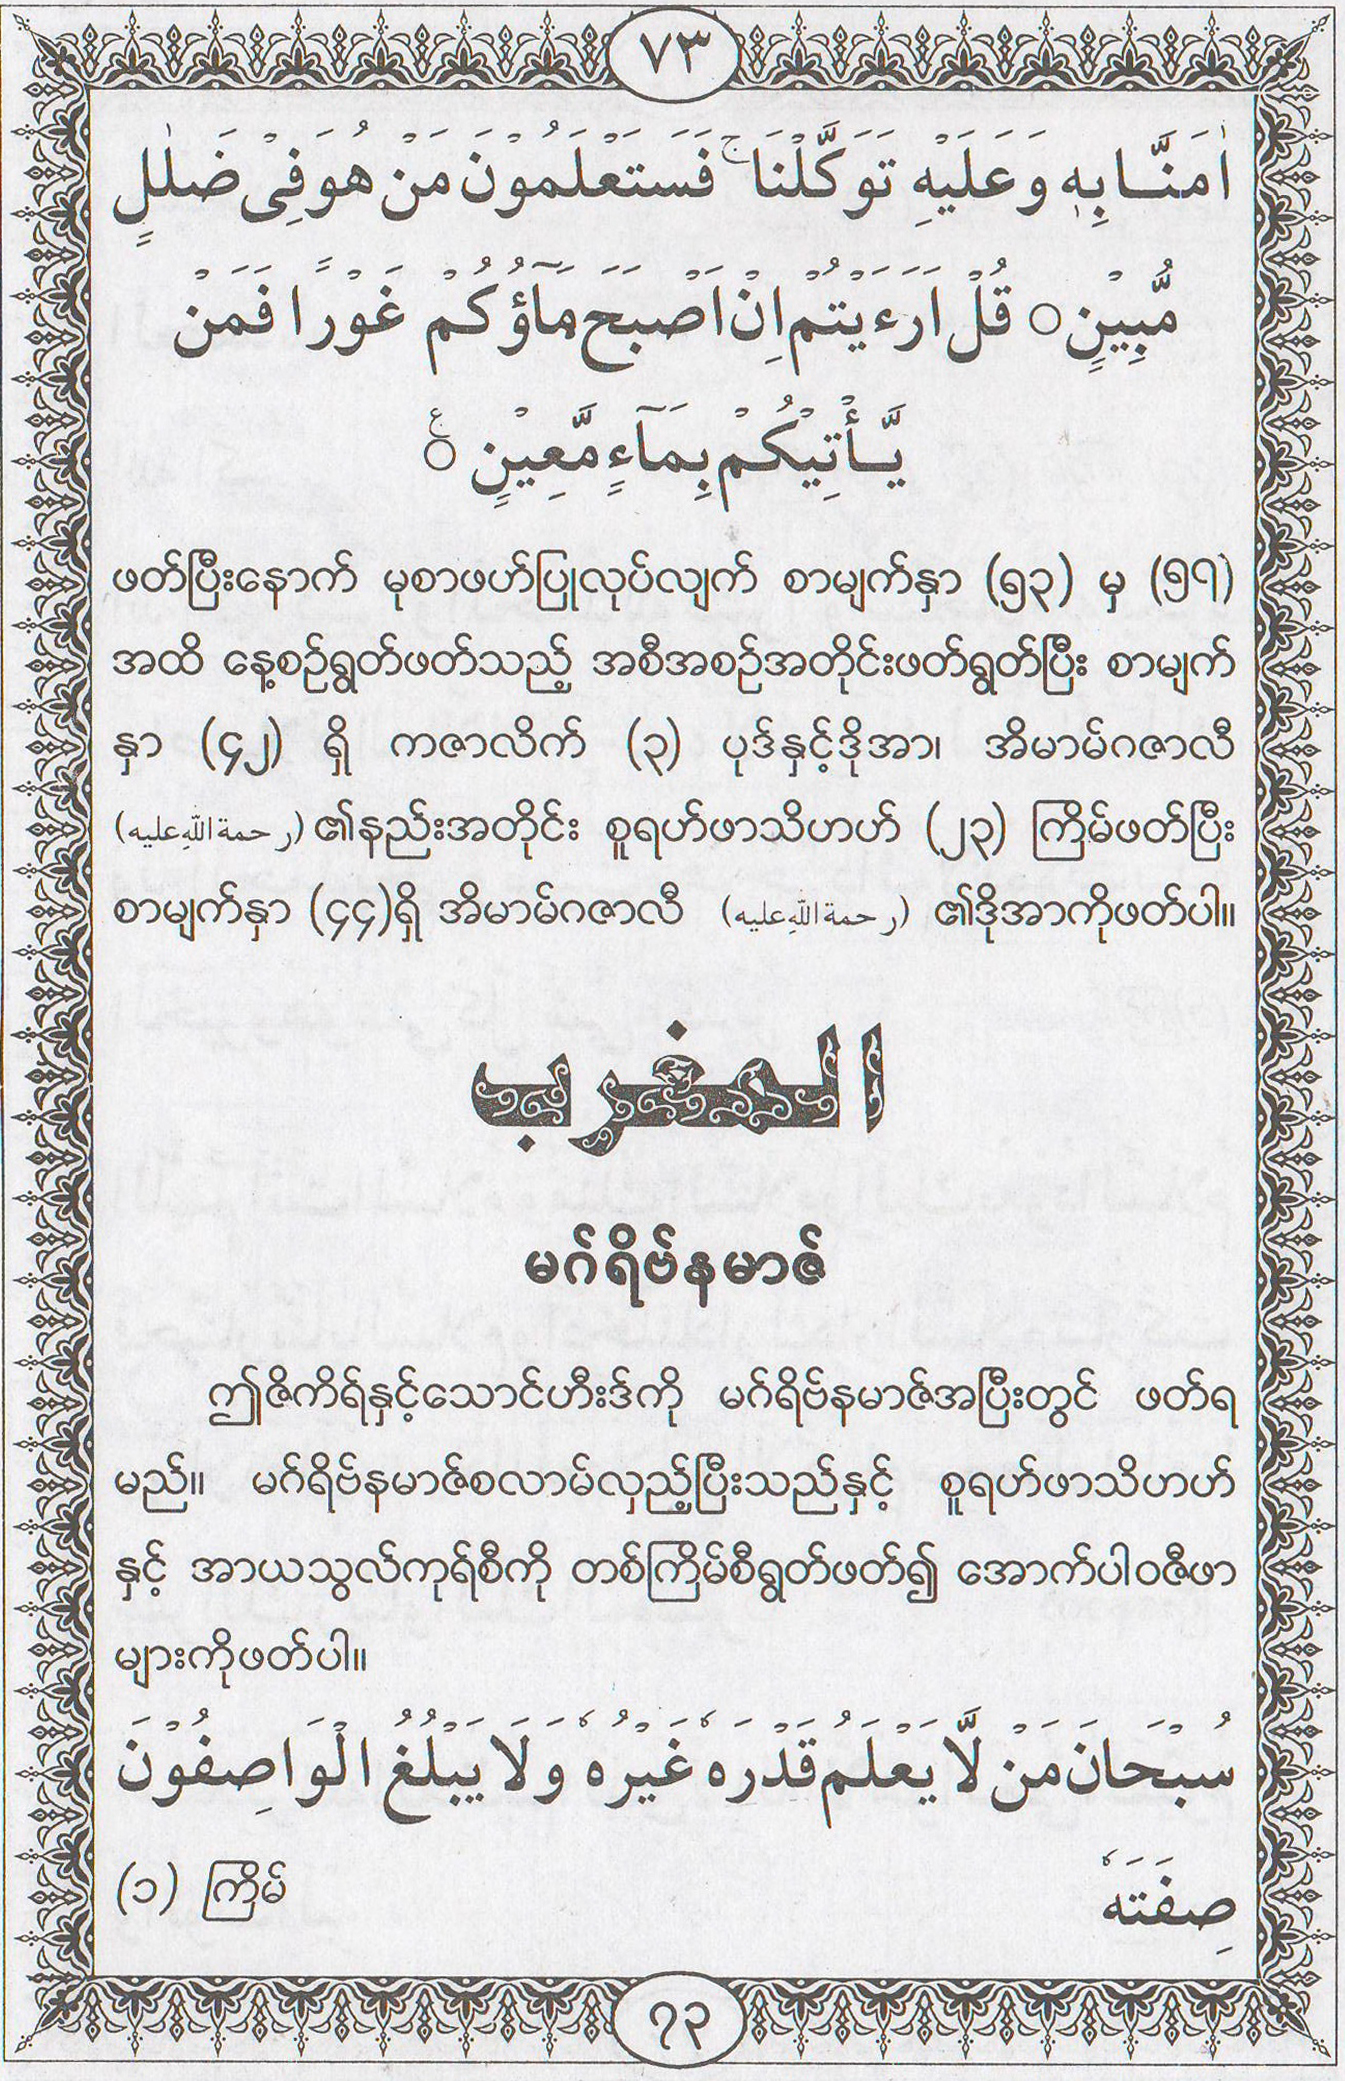 ٧٣
اٰمَنَّا بِهٖ وَعَلَيْهِ تَوَكَّلْنَا ۚ فَسَتَعْلَمُوْنَ مَنْ هُوَ فِىْ ضَلٰلٍ
مُّبِيْنٍ ○ قُلْ اَرَءَيْتُمْ اِنْ اَصْبَحَ مَآؤُكُمْ غَوْرًا فَمَنْ
يَّأْتِيْكُمْ بِمَآءٍ مَّعِيْنٍ ○ ع
ဖတ်ပြီးနောက် မုစာဖဟ်ပြုလုပ်လျက် စာမျက်နှာ (၅၃) မှ (၅၇)
အထိ နေ့စဉ်ရွတ်ဖတ်သည့် အစီအစဉ်အတိုင်းဖတ်ရွတ်ပြီး စာမျက်
နှာ (၄၂) ရှိ ကဇာလိက် (၃) ပုဒ်နှင့်ဒိုအာ၊ အိမာမ်ဂဇာလီ
(رحمة الله عليه) ၏နည်းအတိုင်း စူရဟ်ဖာသိဟဟ် (၂၃) ကြိမ်ဖတ်ပြီး
စာမျက်နှာ (၄၄)ရှိ အိမာမ်ဂဇာလီ (رحمة الله عليه) ၏ဒိုအာကိုဖတ်ပါ။
المغرب
မဂ်ရိဗ်နမာဇ်
ဤဇိကိရ်နှင့်သောင်ဟီးဒ်ကို မဂ်ရိဗ်နမာဇ်အပြီးတွင် ဖတ်ရ
မည်။ မဂ်ရိဗ်နမာဇ်စလာမ်လှည့်ပြီးသည်နှင့် စူရဟ်ဖာသိဟဟ်
နှင့် အာယသွလ်ကုရ်စီကို တစ်ကြိမ်စီရွတ်ဖတ်၍ အောက်ပါဝဇီဖာ
များကိုဖတ်ပါ။
سُبْحَانَ مَنْ لَّا يَعْلَمُ قَدْرَهٗ غَيْرُهٗ وَلَا يَبْلُغُ الْوَاصِفُوْنَ
صِفَتَهٗ (၁) ကြိမ်
၇၃